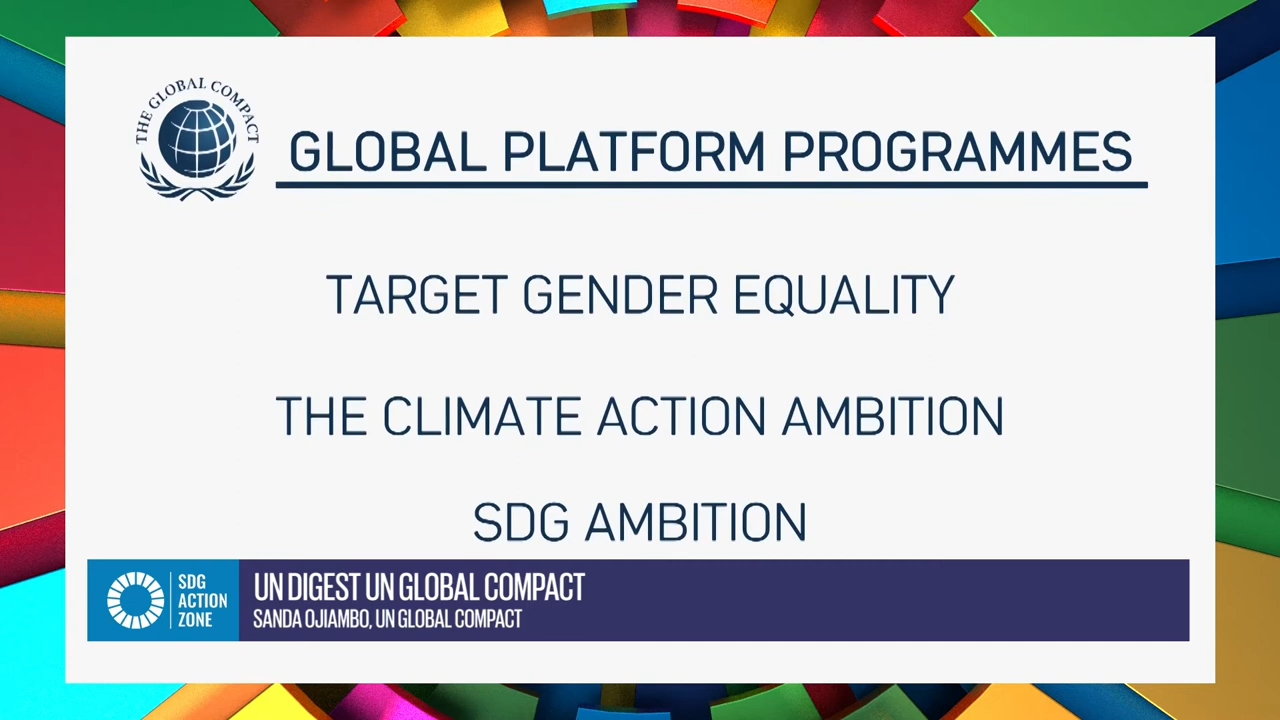 THE GLOBAL COMPACT
GLOBAL PLATFORM PROGRAMMES
TARGET GENDER EQUALITY
THE CLIMATE ACTION AMBITION
SDG AMBITION
SDG
ACTION
ZONE
UN DIGEST UN GLOBAL COMPACT
SANDA OJIAMBO, UN GLOBAL COMPACT